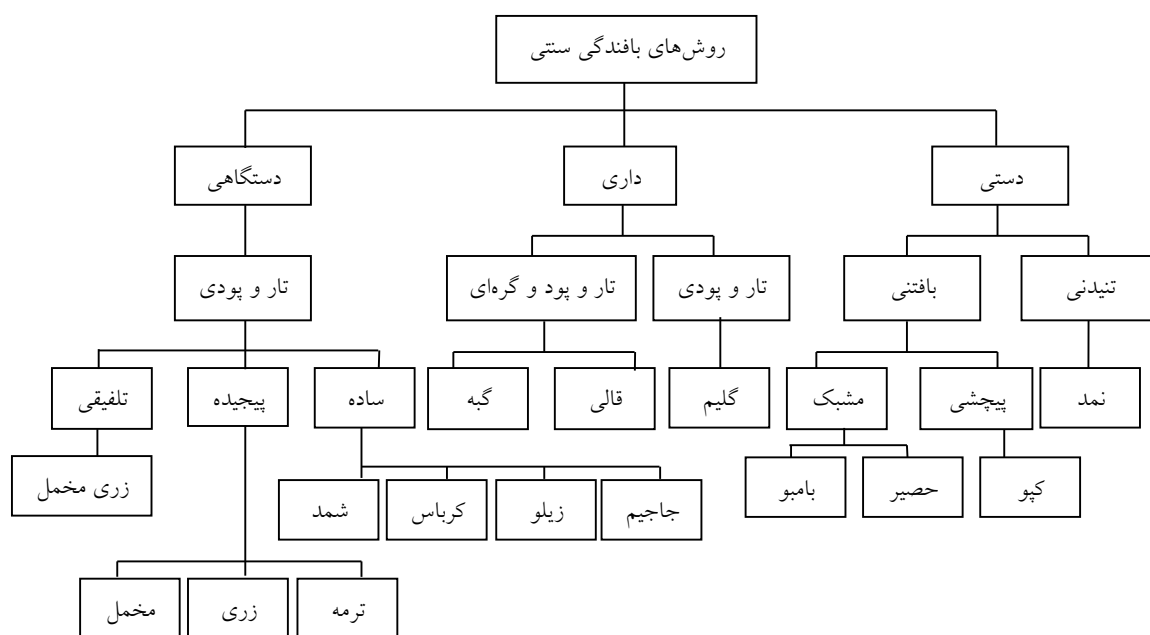 روش‌های بافندگی سنتی
دستی
داری
دستگاهی
تنیدنی
بافتنی
تار و پودی
تار و پود و گره‌ای
تار و پودی
نمد
پیچشی
مشبک
گلیم
قالی
گبه
ساده
پیجیده
تلفیقی
کپو
حصیر
بامبو
جاجیم
زیلو
کرباس
شمد
زری مخمل
ترمه
زری
مخمل